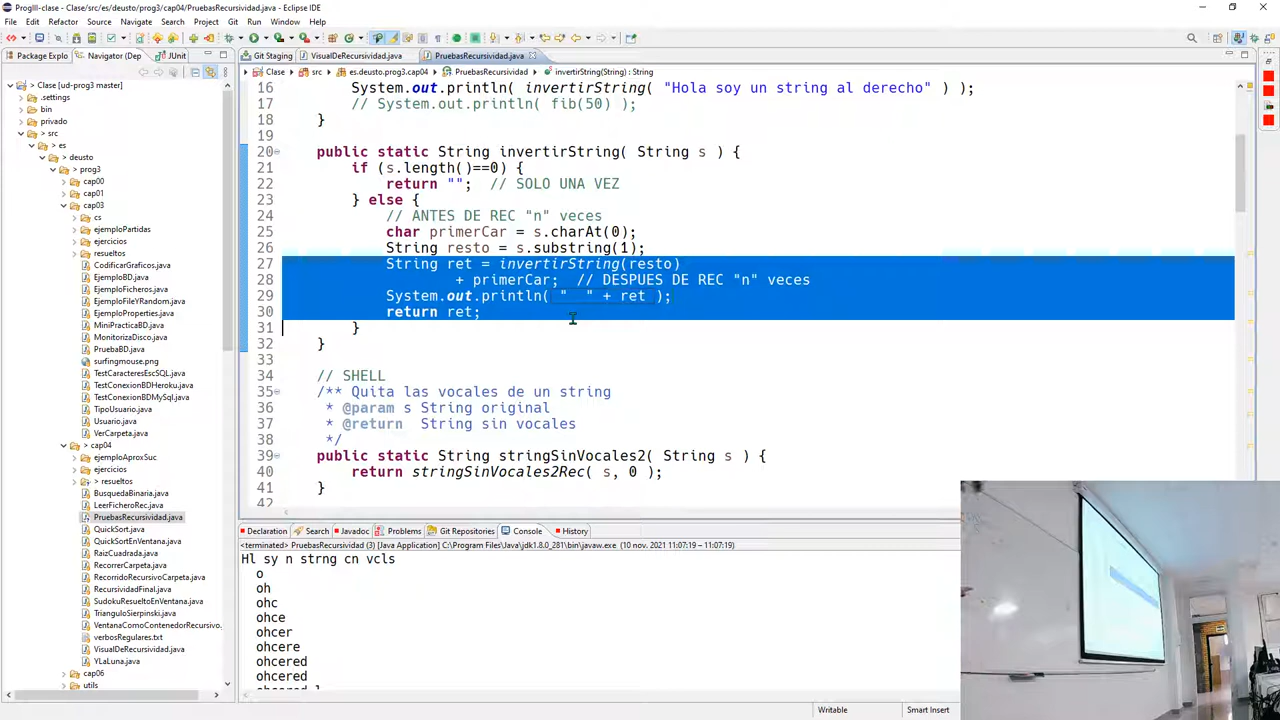 ProgIII-clase - Clase/src/es/deusto/prog3/cap04/PruebasRecursividad.java - Eclipse IDE
File Edit Refactor Source Navigate Search Project Git Run Window Help
Package Explo Navigator (Dep JUnit
Git Staging VisualDeRecursividad.java PruebasRecursividad.java
Clase src es.deusto.prog3.cap04 PruebasRecursividad invertirString(String) : String
Clase [ud-prog3 master]
.settings
bin
privado
> src
> es
> deusto
> prog3
cap00
cap01
cap03
cs
ejemploPartidas
ejercicios
resueltos
CodificarGraficos.java
EjemploBD.java
EjemploFicheros.java
EjemploFileYRandom.java
EjemploProperties.java
MiniPracticaBD.java
MonitorizaDisco.java
PruebaBD.java
surfingmouse.png
TestCaracteresEscSQL.java
TestConexionBDHeroku.java
TestConexionBDMySql.java
TipoUsuario.java
Usuario.java
VerCarpeta.java
> cap04
ejemploAproxSuc
ejercicios
> resueltos
BusquedaBinaria.java
LeerFicheroRec.java
PruebasRecursividad.java
QuickSort.java
QuickSortEnVentana.java
RaizCuadrada.java
RecorrerCarpeta.java
RecorridoRecursivoCarpeta.java
RecursividadFinal.java
SudokuResueltoEnVentana.java
TrianguloSierpinski.java
VentanaComoContenedorRecursivo.
verbosRegulares.txt
VisualDeRecursividad.java
YLaLuna.java
cap06
utils
16 System.out.println( invertirString( "Hola soy un string al derecho" ) );
17 // System.out.println( fib(50) );
18 }
19
20 public static String invertirString( String s ) {
21 if (s.length()==0) {
22 return ""; // SOLO UNA VEZ
23 } else {
24 // ANTES DE REC "n" veces
25 char primerCar = s.charAt(0);
26 String resto = s.substring(1);
27 String ret = invertirString(resto)
28 + primerCar; // DESPUES DE REC "n" veces
29 System.out.println( "  " + ret );
30 return ret;
31 }
32 }
33
34 // SHELL
35 /** Quita las vocales de un string
36 * @param s String original
37 * @return String sin vocales
38 */
39 public static String stringSinVocales2( String s ) {
40 return stringSinVocales2Rec( s, 0 );
41 }
42
Declaration Search Javadoc Problems Git Repositories Console History
<terminated> PruebasRecursividad (3) [Java Application] C:\Program Files\Java\jdk1.8.0_281\bin\javaw.exe (10 nov. 2021 11:07:19 – 11:07:19)
Hl sy n strng cn vcls
o
oh
ohc
ohce
ohcer
ohcere
ohcered
ohcered
ohcered l
Writable Smart Insert